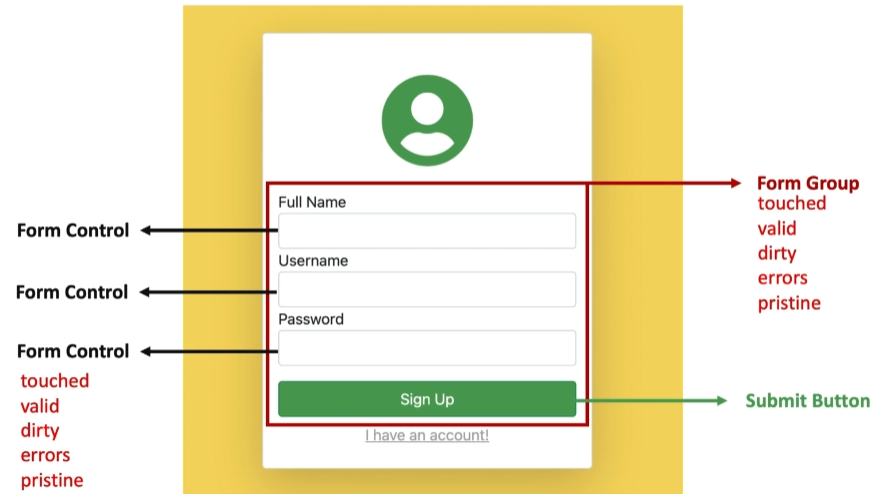 Full Name
Form Control
Username
Form Control
Password
Form Control
touched
valid
dirty
errors
pristine
Sign Up
I have an account!
Form Group
touched
valid
dirty
errors
pristine
Submit Button